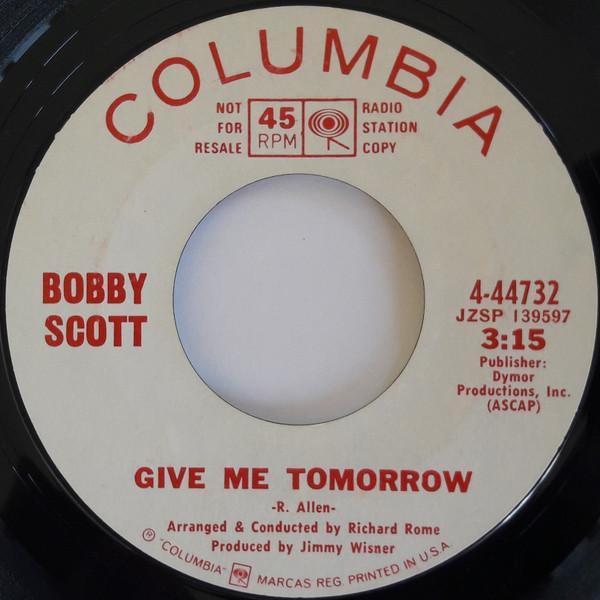 COLUMBIA
NOT FOR RESALE
45 RPM
RADIO STATION COPY
BOBBY
SCOTT
4-44732
JZSP 139597
3:15
Publisher:
Dymor
Productions, Inc.
(ASCAP)
GIVE ME TOMORROW
-R. Allen-
Arranged & Conducted by Richard Rome
Produced by Jimmy Wisner
® "COLUMBIA" MARCAS REG. PRINTED IN U.S.A.